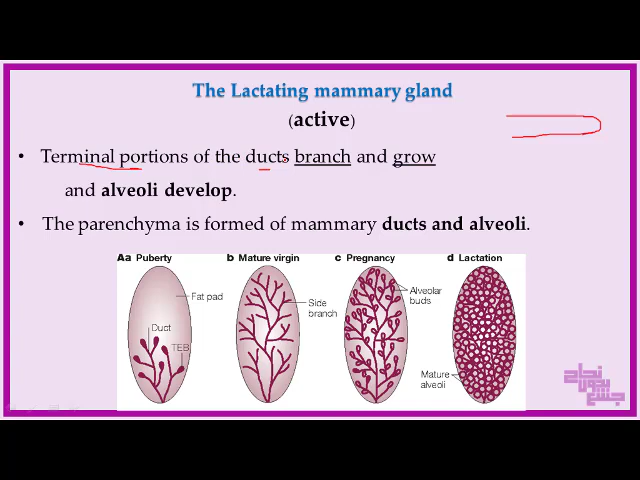 The Lactating mammary gland
(active)
• Terminal portions of the ducts branch and grow
and alveoli develop.
• The parenchyma is formed of mammary ducts and alveoli.
Aa Puberty
b Mature virgin
c Pregnancy
d Lactation
Fat pad
Duct
TEB
Side
branch
Alveolar
buds
Mature
alveoli